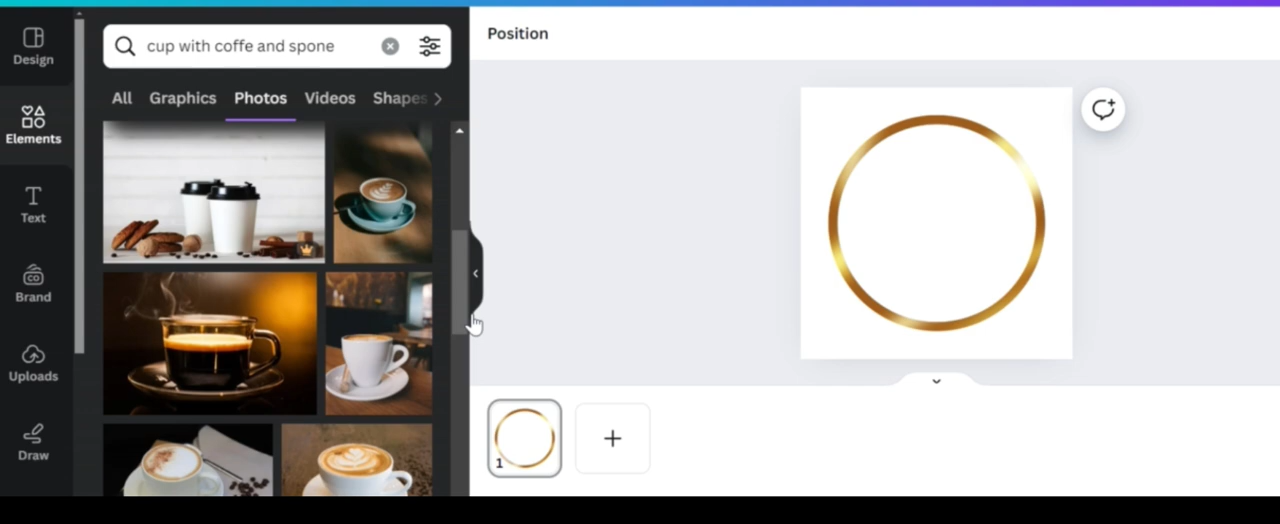 Design
Elements
Text
Brand
Uploads
Draw
cup with coffe and spone
All Graphics Photos Videos Shapes
Position
1